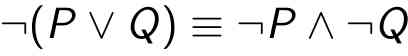 ¬(P ∨ Q) ≡ ¬P ∧ ¬Q